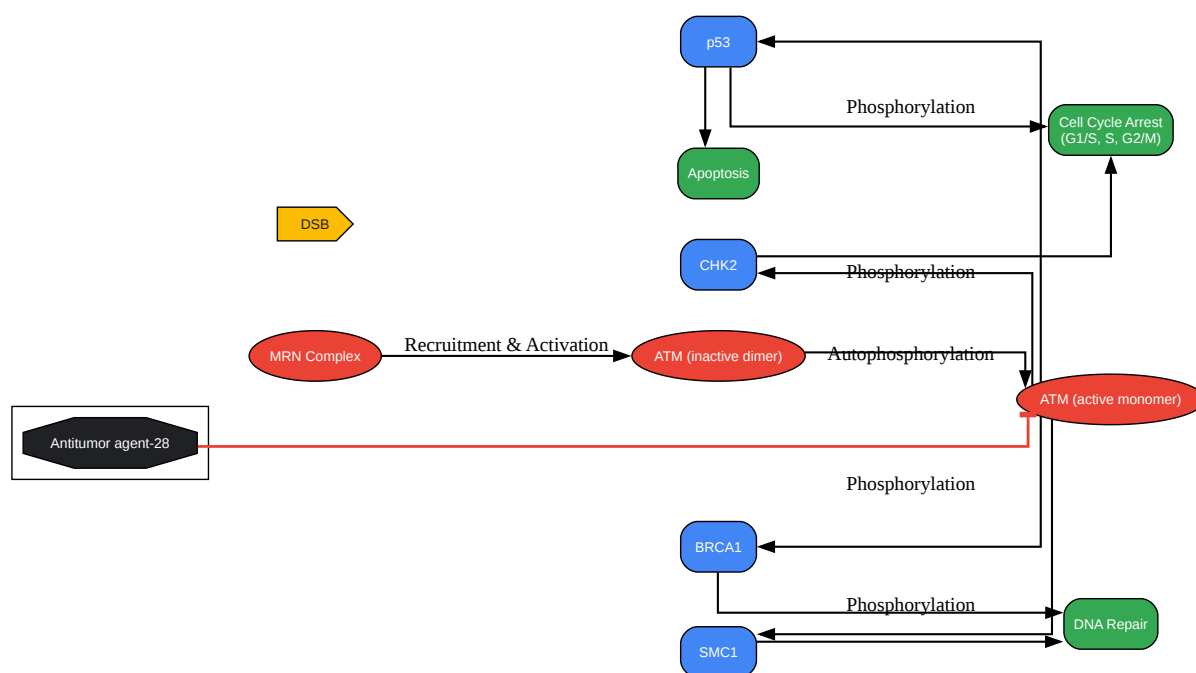 p53
Phosphorylation
Cell Cycle Arrest
(G1/S, S, G2/M)
Apoptosis
DSB
CHK2
Phosphorylation
MRN Complex
Recruitment & Activation
ATM (inactive dimer)
Autophosphorylation
ATM (active monomer)
Antitumor agent-28
Phosphorylation
BRCA1
Phosphorylation
DNA Repair
SMC1